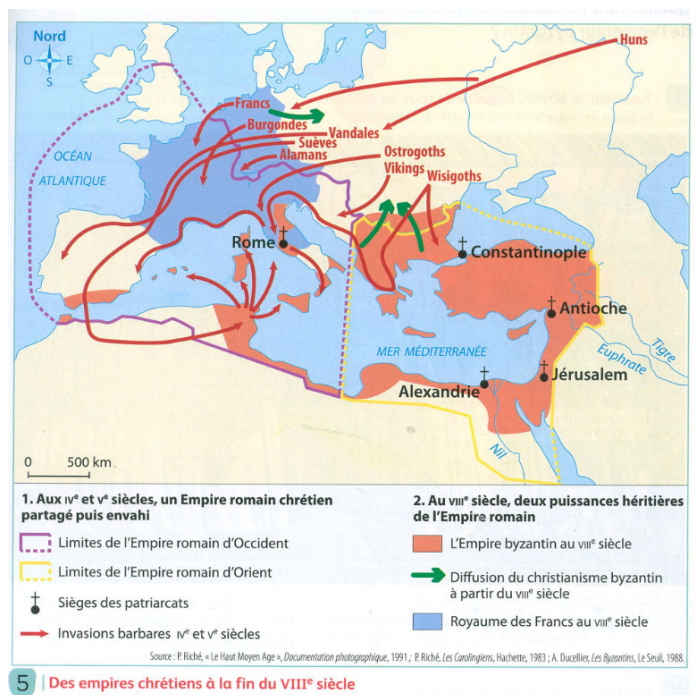 Nord
O
E
S
Huns
Francs
Burgondes
Vandales
Suèves
Alamans
Ostrogoths
Vikings
Wisigoths
OCÉAN
ATLANTIQUE
Rome
Constantinople
Antioche
MER MÉDITERRANÉE
Tigre
Euphrate
Jérusalem
Alexandrie
Nil
0 500 km
1. Aux IVe et Ve siècles, un Empire romain chrétien
partagé puis envahi
Limites de l'Empire romain d'Occident
Limites de l'Empire romain d'Orient
Sièges des patriarcats
Invasions barbares IVe et Ve siècles
2. Au VIIIe siècle, deux puissances héritières
de l'Empire romain
L'Empire byzantin au VIIIe siècle
Diffusion du christianisme byzantin
à partir du VIIIe siècle
Royaume des Francs au VIIIe siècle
Source : P. Riché, « Le Haut Moyen Age », Documentation photographique, 1991 ; P. Riché, Les Carolingiens, Hachette, 1983 ; A. Ducellier, Les Byzantins, Le Seuil, 1988.
5 Des empires chrétiens à la fin du VIIIe siècle